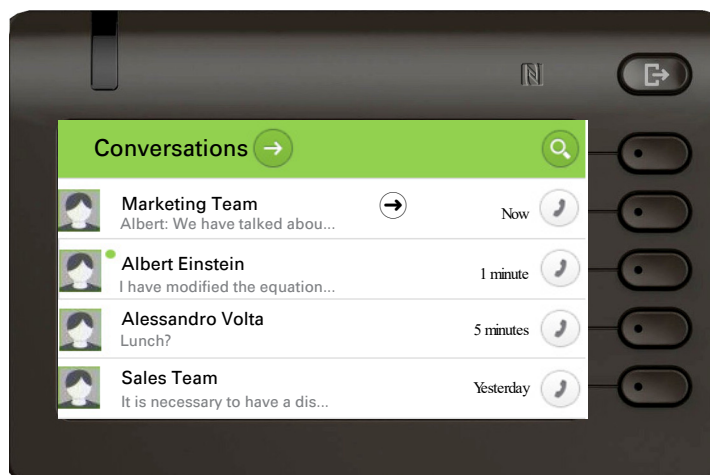 Conversations
Marketing Team
Now
Albert: We have talked abou...
Albert Einstein
1 minute
I have modified the equation...
Alessandro Volta
5 minutes
Lunch?
Sales Team
Yesterday
It is necessary to have a dis...